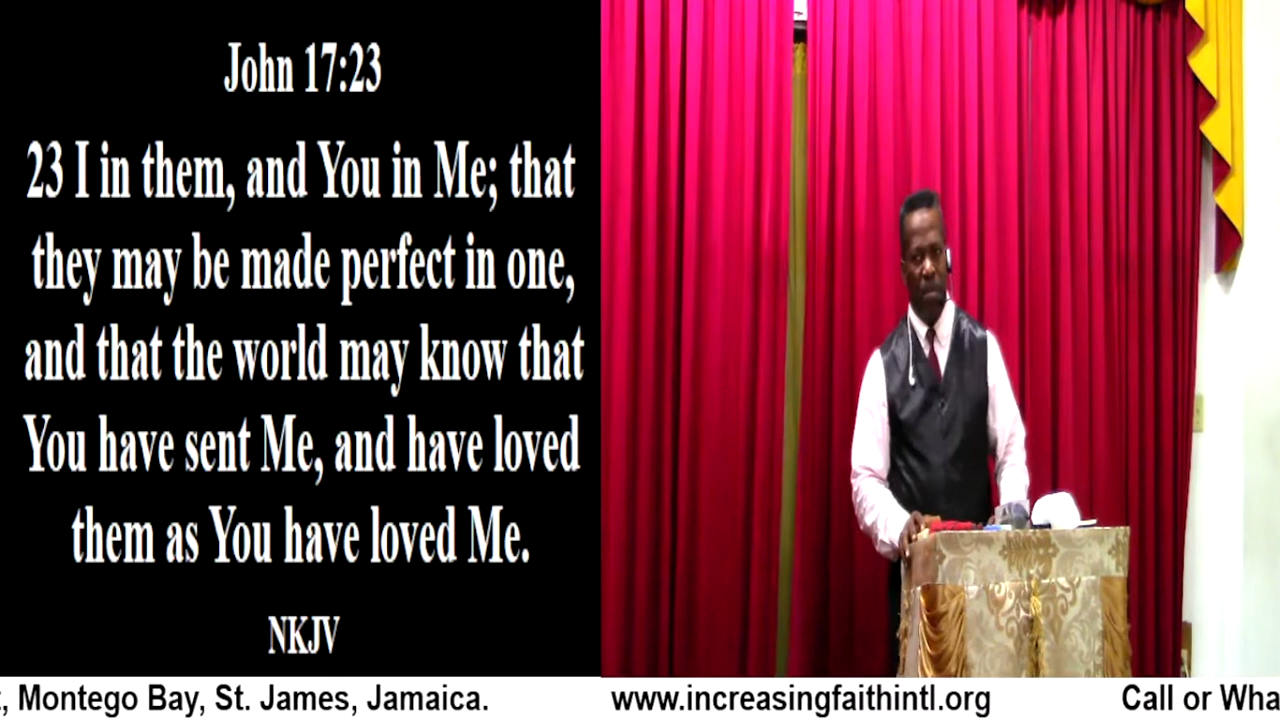 John 17:23
23 I in them, and You in Me; that
they may be made perfect in one,
and that the world may know that
You have sent Me, and have loved
them as You have loved Me.
NKJV
, Montego Bay, St. James, Jamaica. www.increasingfaithintl.org Call or